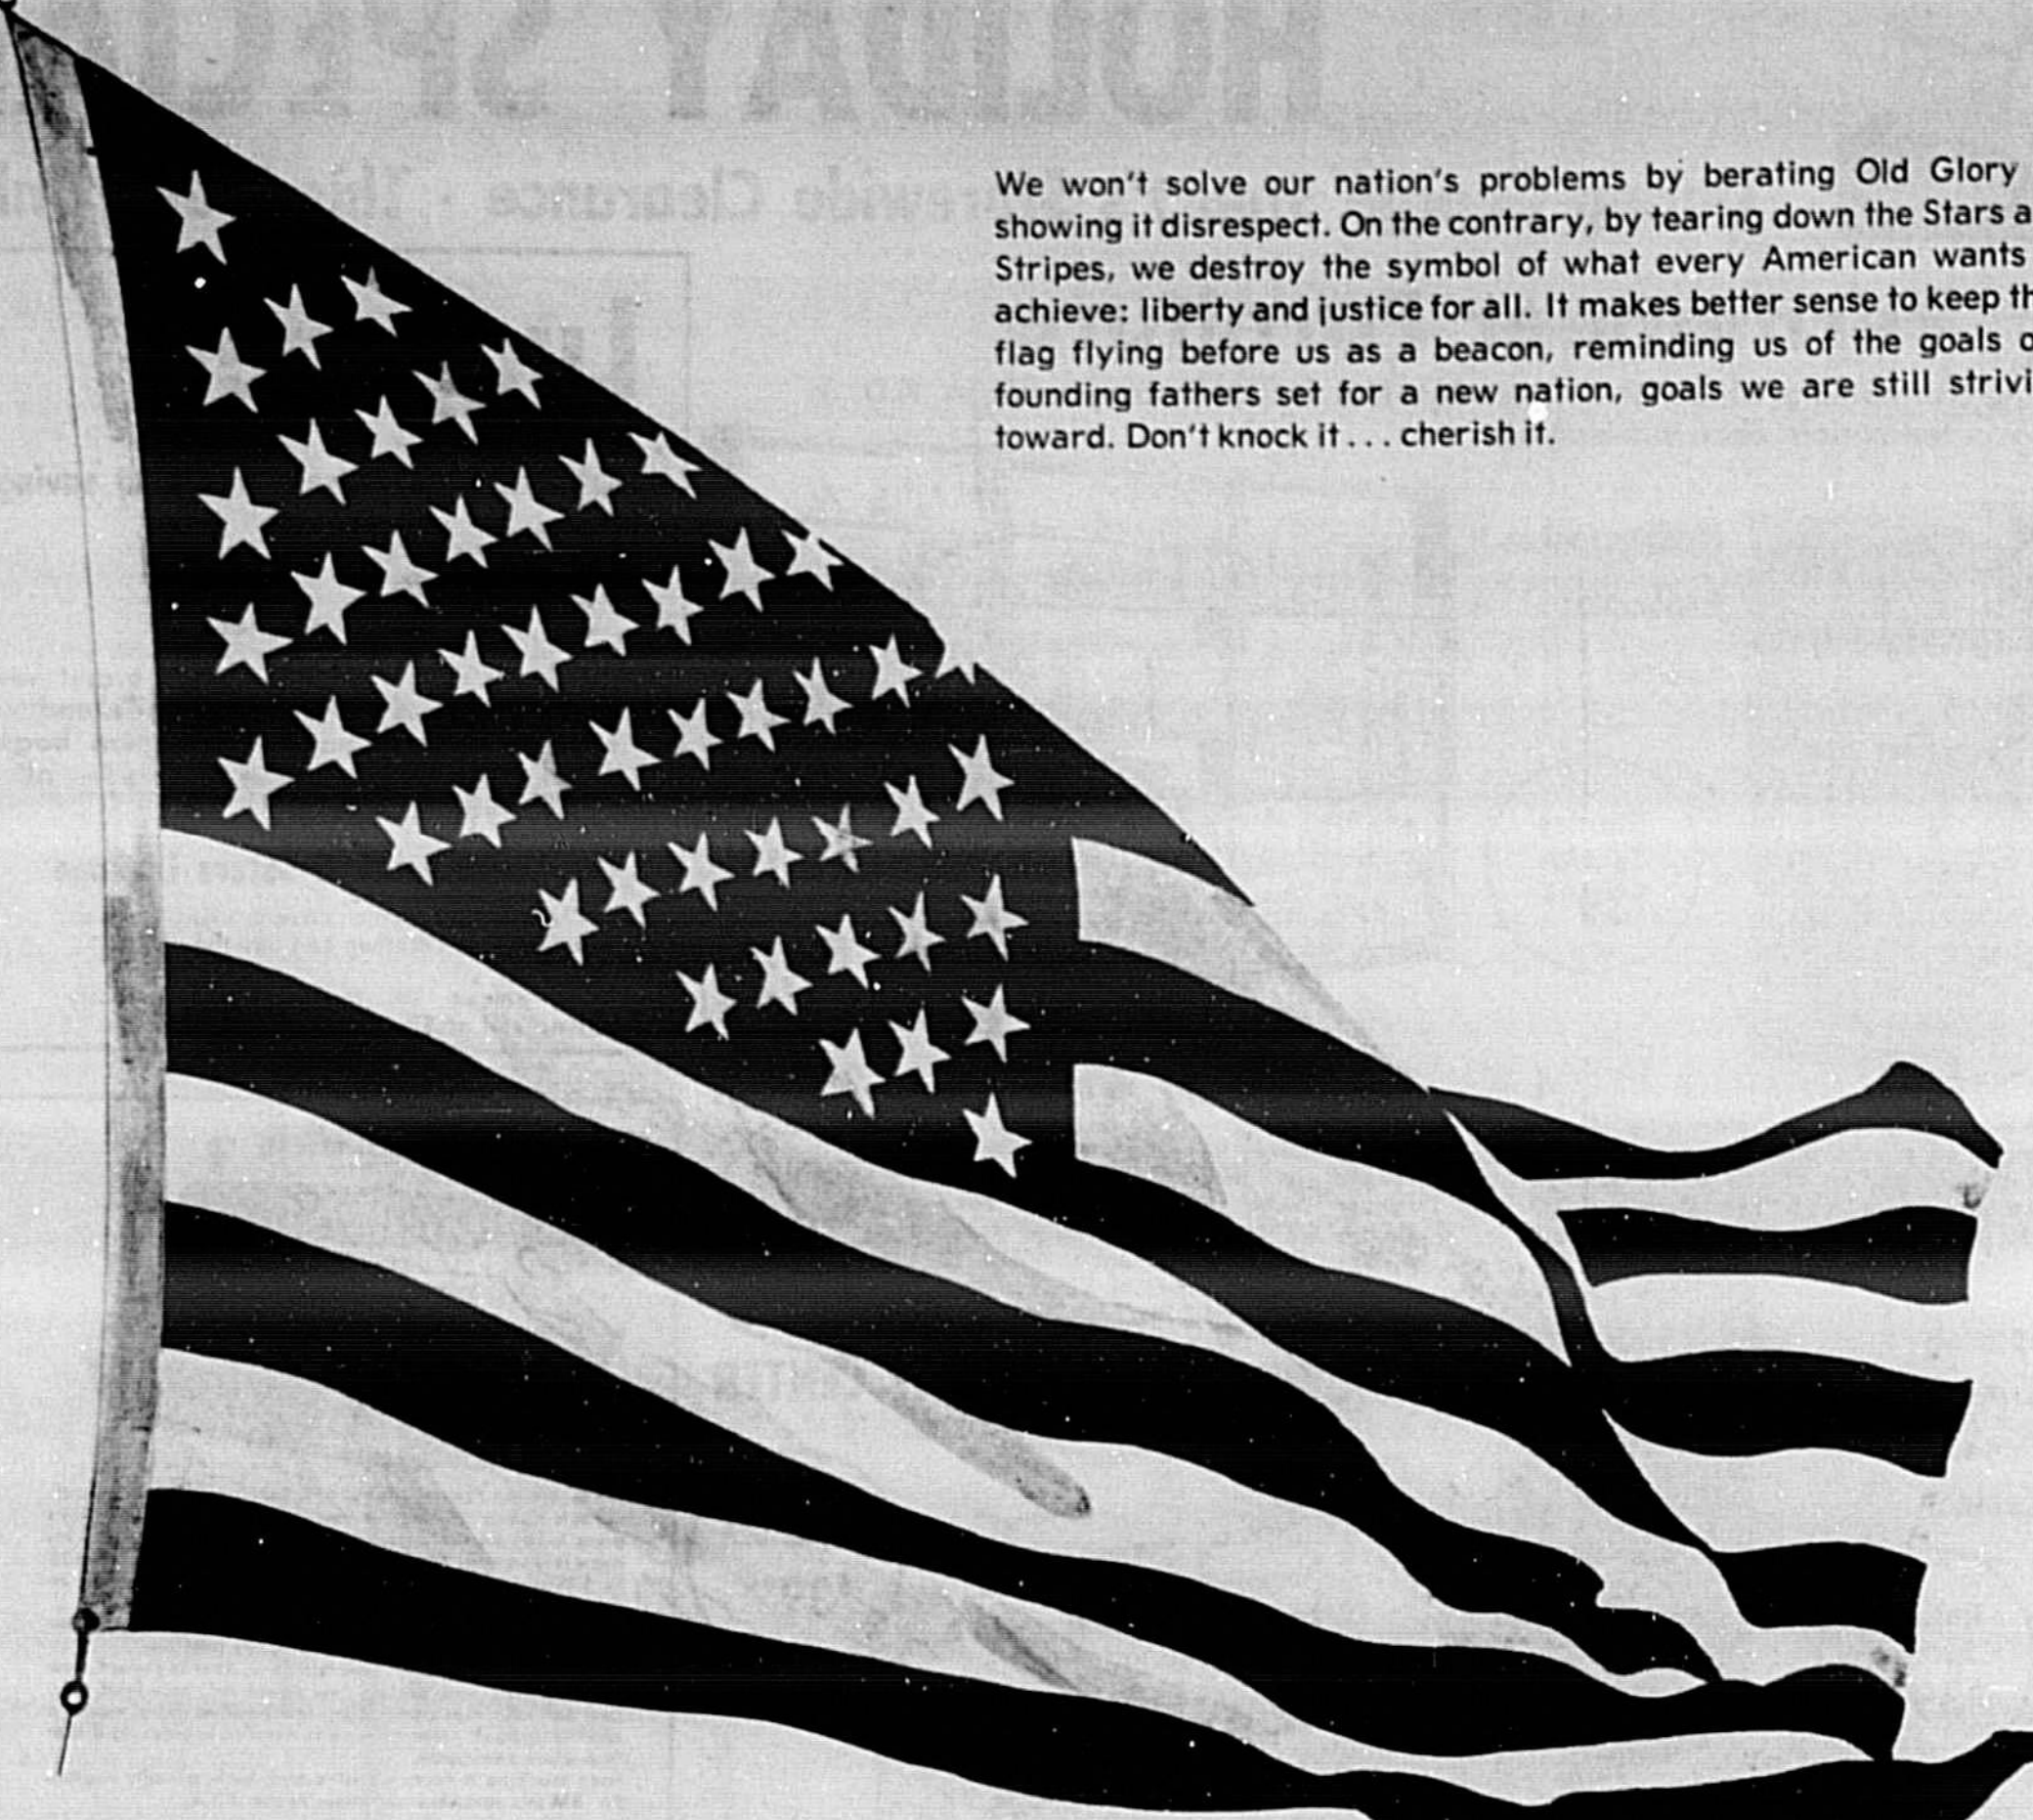 We won't solve our nation's problems by berating Old Glory
showing it disrespect. On the contrary, by tearing down the Stars a
Stripes, we destroy the symbol of what every American wants
achieve: liberty and justice for all. It makes better sense to keep th
flag flying before us as a beacon, reminding us of the goals o
founding fathers set for a new nation, goals we are still strivi
toward. Don't knock it... cherish it.